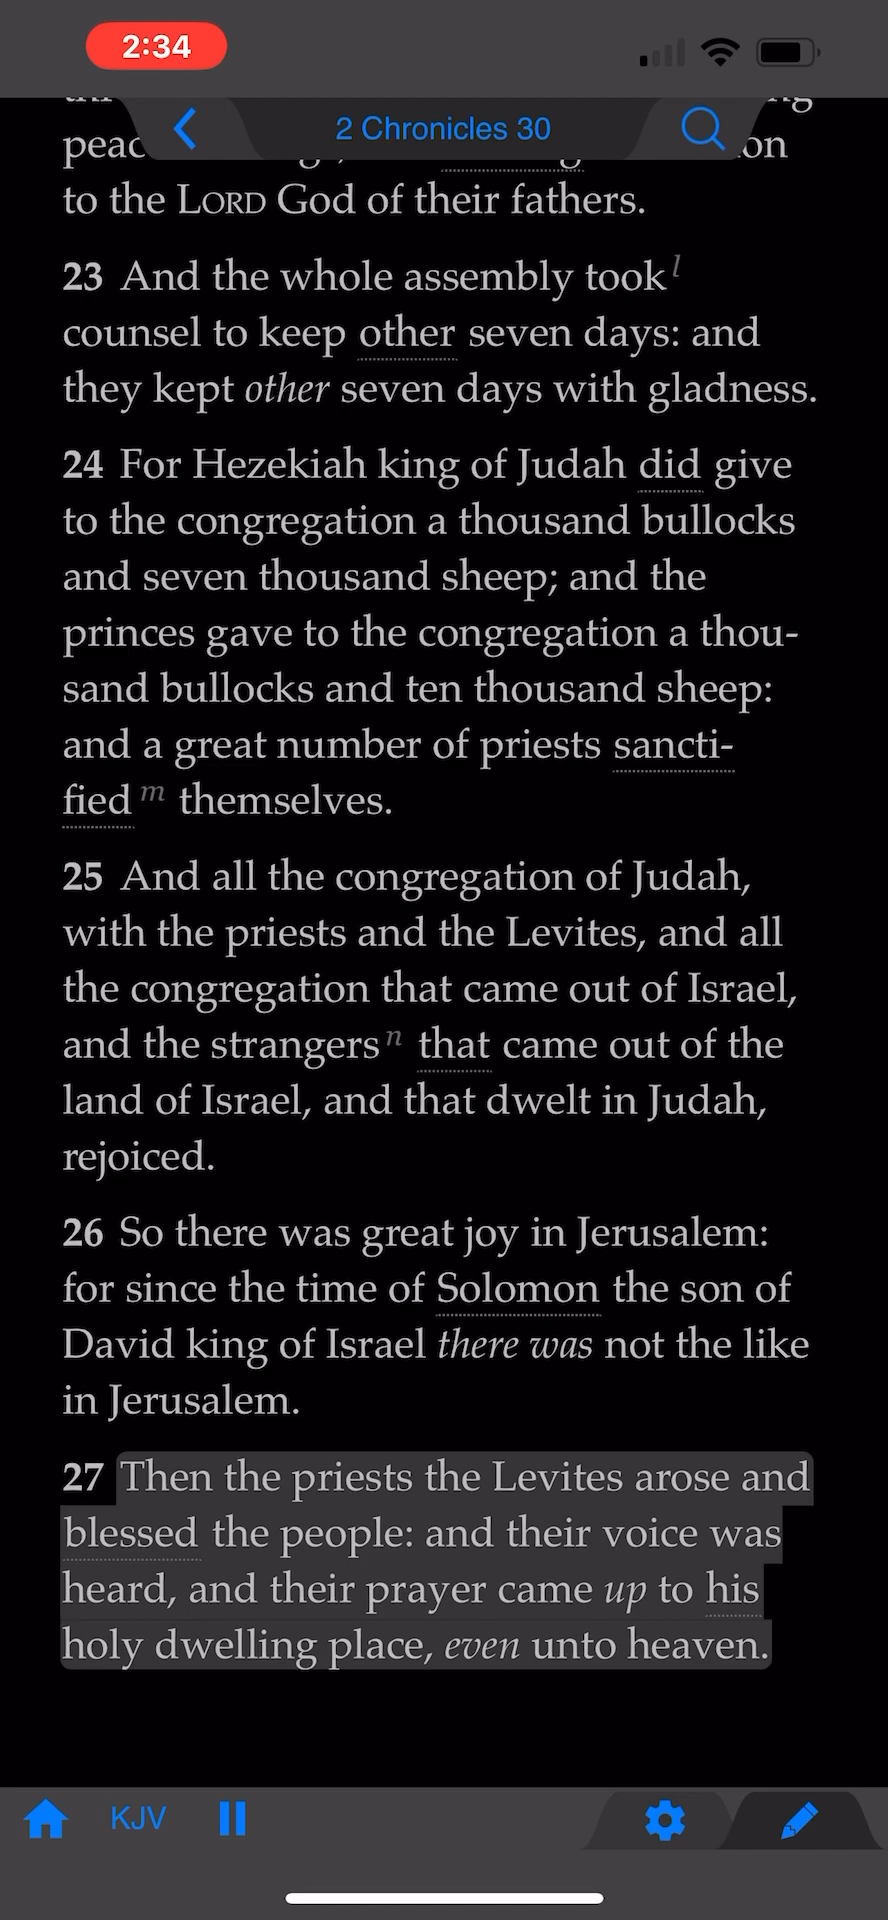 2:34
2 Chronicles 30
peac
on
to the LORD God of their fathers.
23 And the whole assembly took l
counsel to keep other seven days: and
they kept other seven days with gladness.
24 For Hezekiah king of Judah did give
to the congregation a thousand bullocks
and seven thousand sheep; and the
princes gave to the congregation a thou-
sand bullocks and ten thousand sheep:
and a great number of priests sancti-
fied m themselves.
25 And all the congregation of Judah,
with the priests and the Levites, and all
the congregation that came out of Israel,
and the strangers n that came out of the
land of Israel, and that dwelt in Judah,
rejoiced.
26 So there was great joy in Jerusalem:
for since the time of Solomon the son of
David king of Israel there was not the like
in Jerusalem.
27 Then the priests the Levites arose and
blessed the people: and their voice was
heard, and their prayer came up to his
holy dwelling place, even unto heaven.
KJV